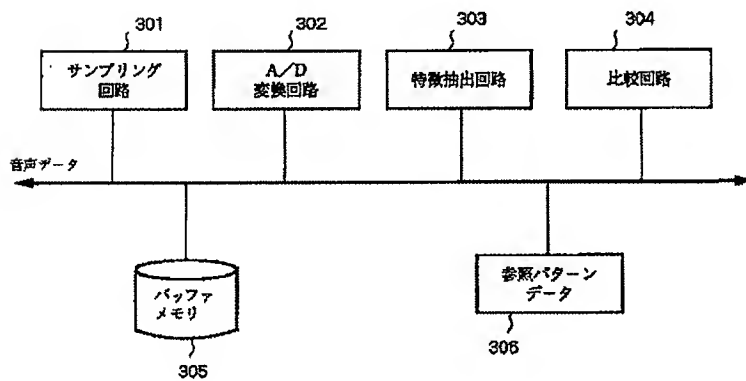 301
302
303
304
サンプリング
回路
A/D
変換回路
特徴抽出回路
比較回路
音声データ
バッファ
メモリ
参照パターン
データ
305
306